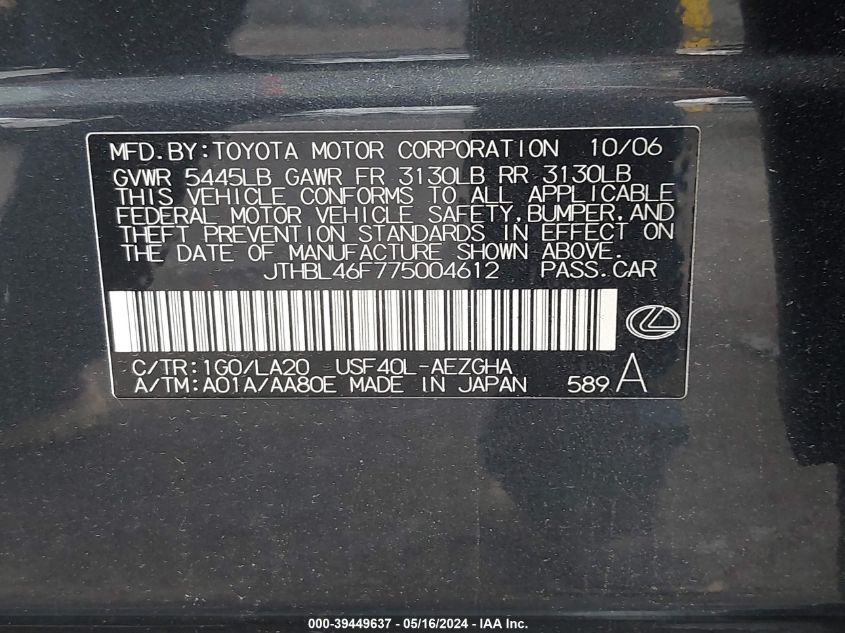 MFD.BY:TOYOTA MOTOR CORPORATION 10/06
GVWR 5445LB GAWR FR 3130LB RR 3130LB
THIS VEHICLE CONFORMS TO ALL APPLICABLE
FEDERAL MOTOR VEHICLE SAFETY,BUMPER,AND
THEFT PREVENTION STANDARDS IN EFFECT ON
THE DATE OF MANUFACTURE SHOWN ABOVE.
JTHBL46F775004612 PASS.CAR
C/TR:1G0/LA20 USF40L-AEZGHA
A/TM:A01A/AA80E MADE IN JAPAN 589 A
000-39449637 - 05/16/2024 - IAA Inc.